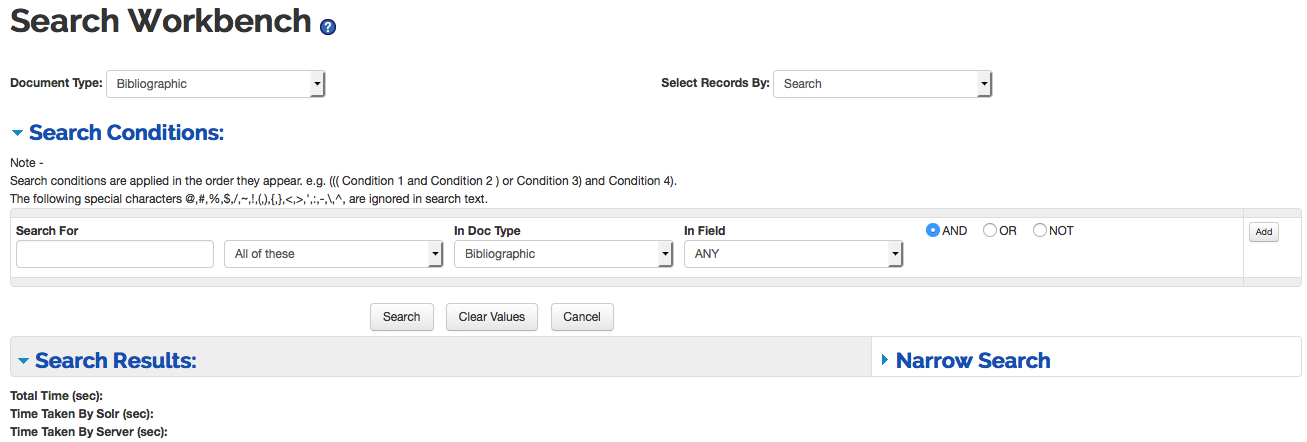 Search Workbench ?
Document Type: Bibliographic Select Records By: Search
Search Conditions:
Note -
Search conditions are applied in the order they appear. e.g. ((( Condition 1 and Condition 2 ) or Condition 3) and Condition 4).
The following special characters @,#,%,$,/,~,!,(,),{,},<,>,',:,-,\,^, are ignored in search text.
Search For In Doc Type In Field AND OR NOT Add
All of these Bibliographic ANY
Search Clear Values Cancel
Search Results: Narrow Search
Total Time (sec):
Time Taken By Solr (sec):
Time Taken By Server (sec):